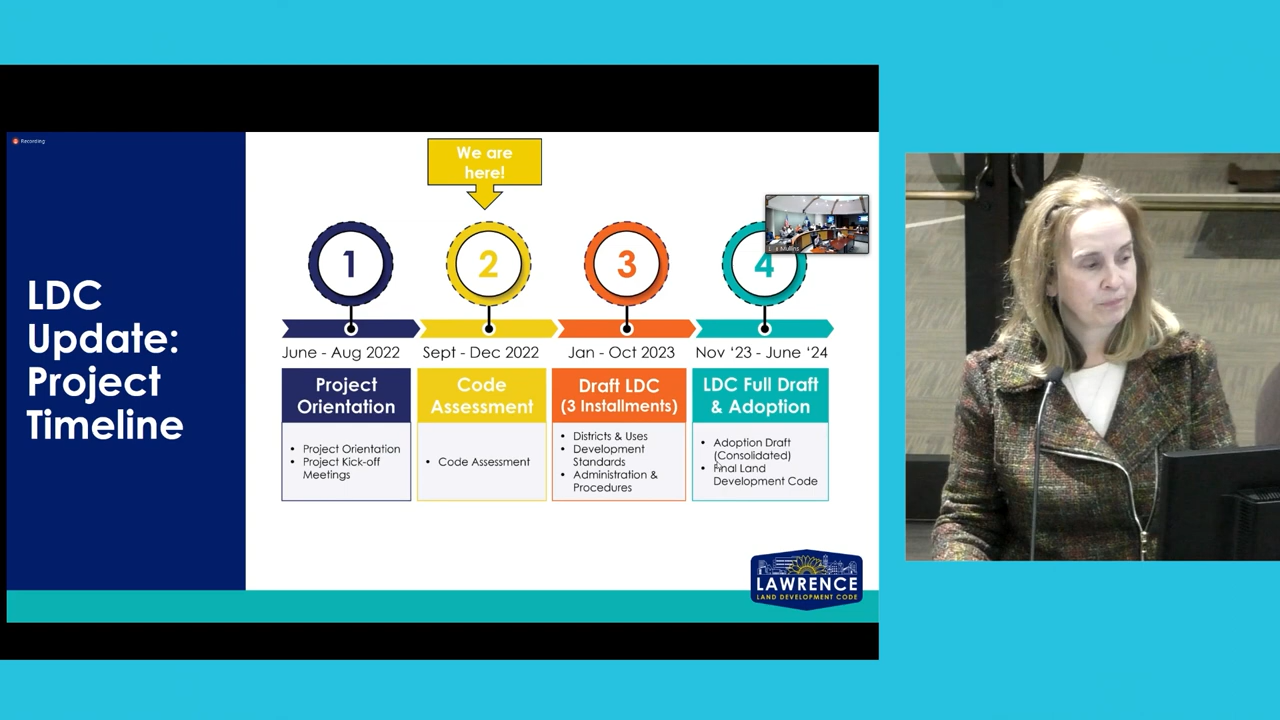 Recording
LDC
Update:
Project
Timeline
We are
here!
1
2
3
4
June - Aug 2022
Sept - Dec 2022
Jan - Oct 2023
Nov ‘23 - June ‘24
Project
Orientation
Code
Assessment
Draft LDC
(3 Installments)
LDC Full Draft
& Adoption
• Project Orientation
• Project Kick-off
Meetings
• Code Assessment
• Districts & Uses
• Development
Standards
• Administration &
Procedures
• Adoption Draft
(Consolidated)
• Final Land
Development Code
LAWRENCE
LAND DEVELOPMENT CODE
Mullins